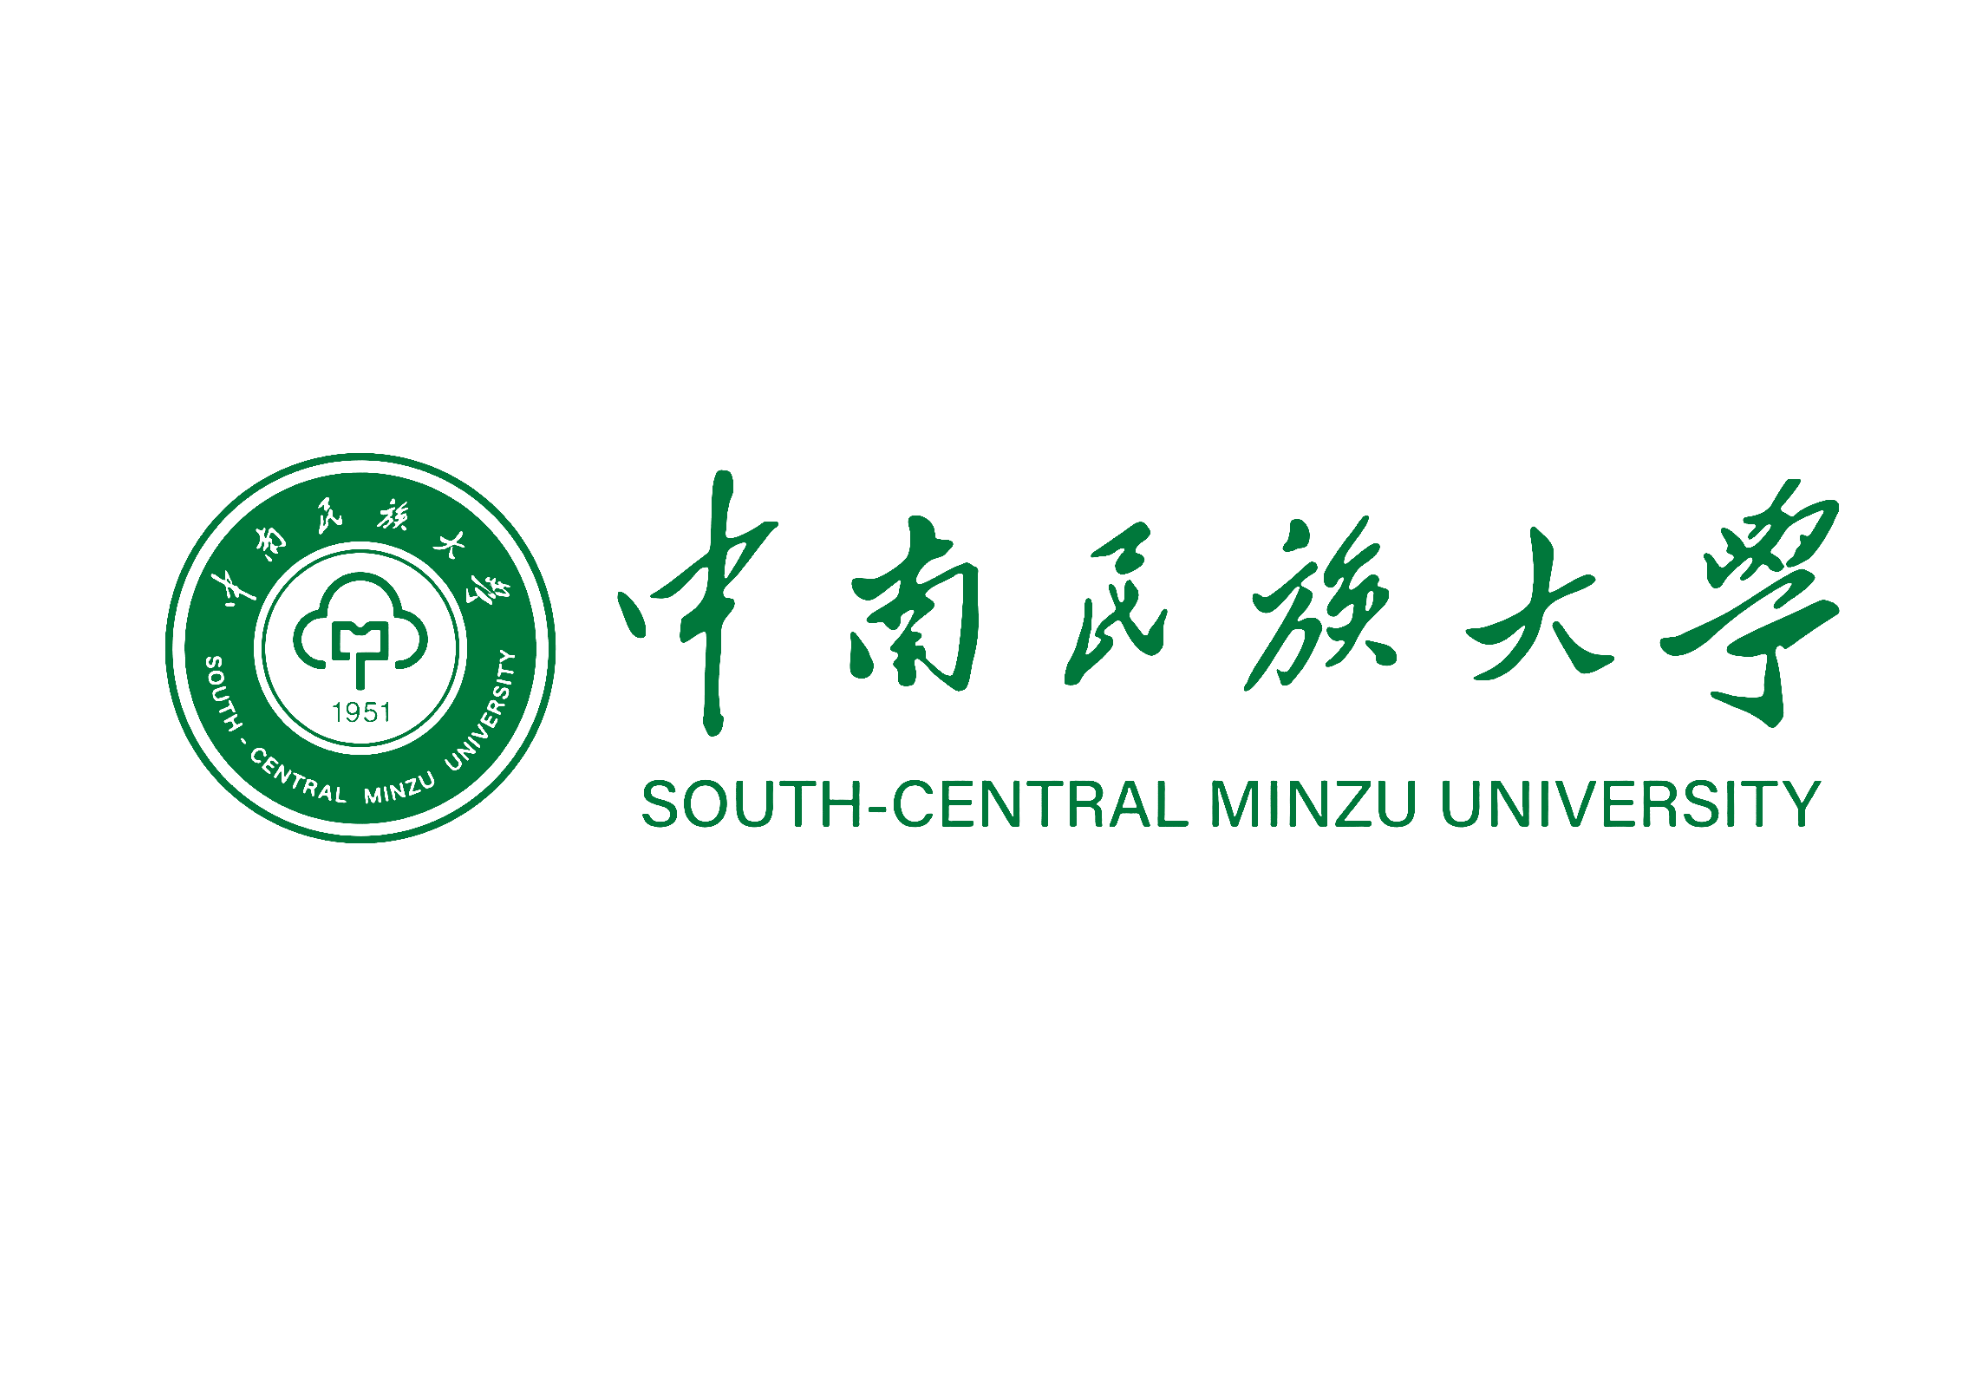 中南民族大學
SOUTH-CENTRAL MINZU UNIVERSITY
1951
中南民族大學
SOUTH-CENTRAL MINZU UNIVERSITY